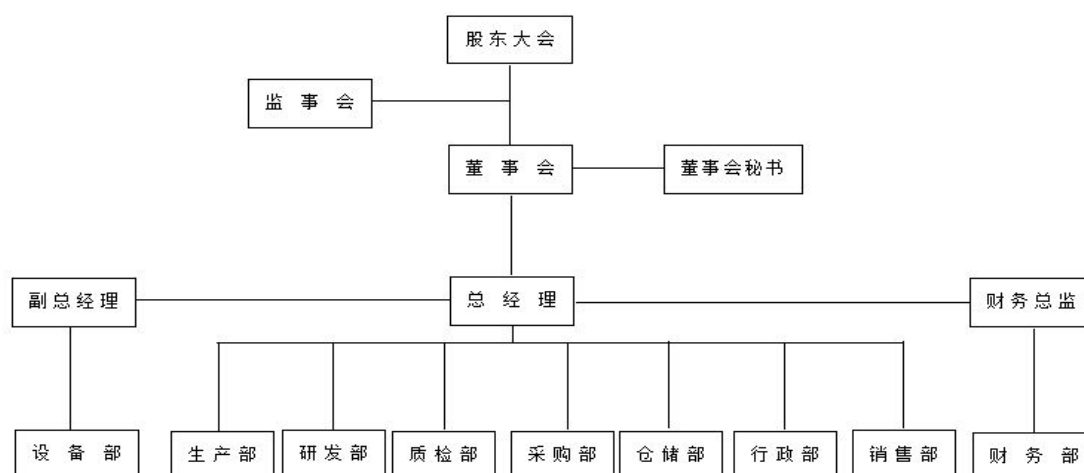 股东大会
监事会
董事会
董事会秘书
副总经理
总经理
财务总监
设备部
生产部
研发部
质检部
采购部
仓储部
行政部
销售部
财务部